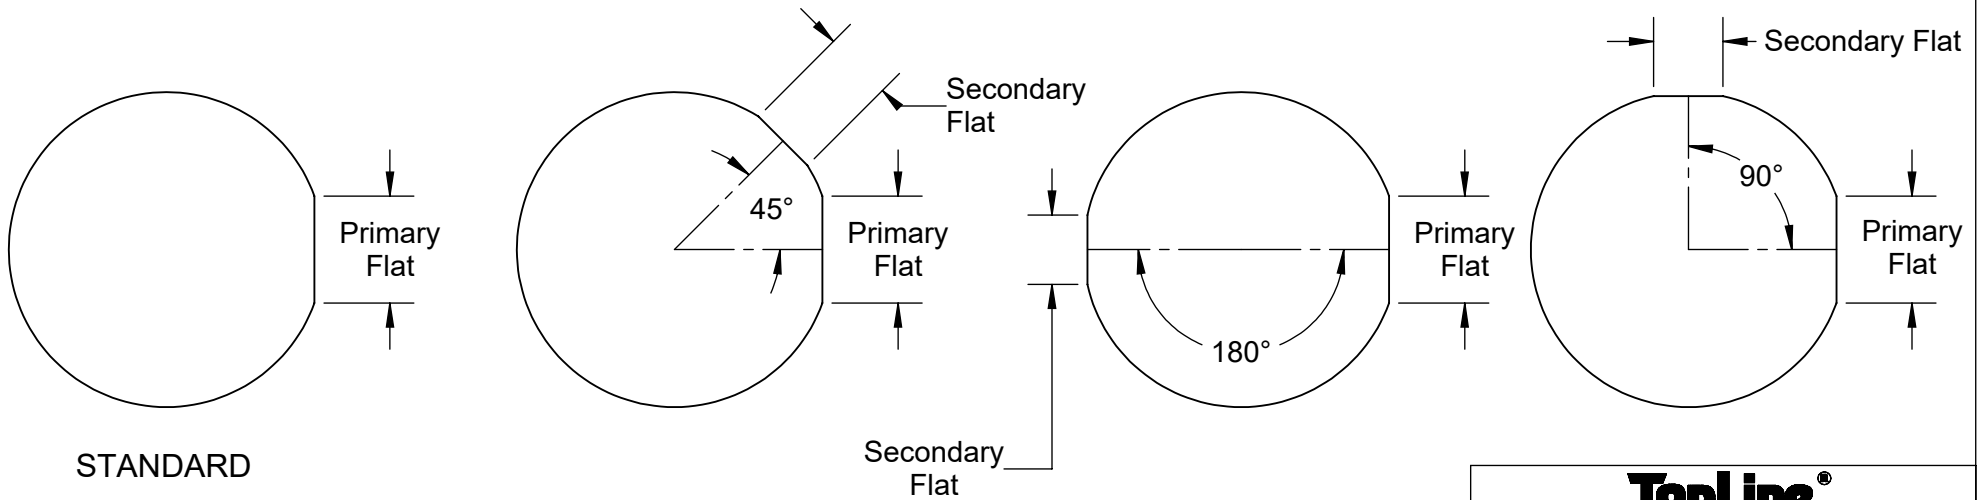 Secondary Flat
Secondary
Flat
90°
45°
Primary
Flat
Primary
Flat
Primary
Flat
Primary
Flat
180°
Secondary
Flat
STANDARD
TopLine®